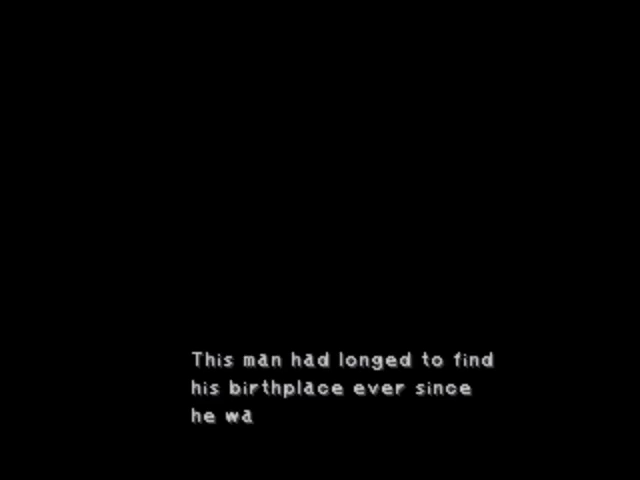 This man had longed to find
his birthplace ever since
he wa